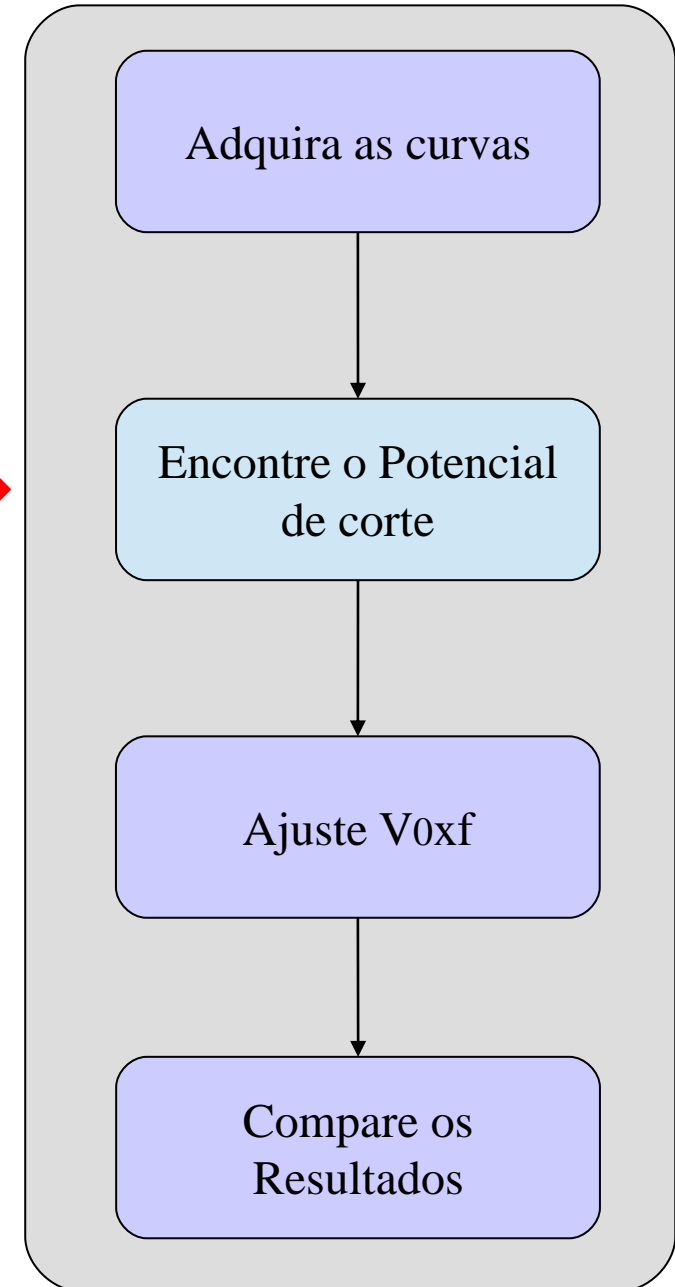 Adquira as curvas
Encontre o Potencial
de corte
Ajuste V0xf
Compare os
Resultados